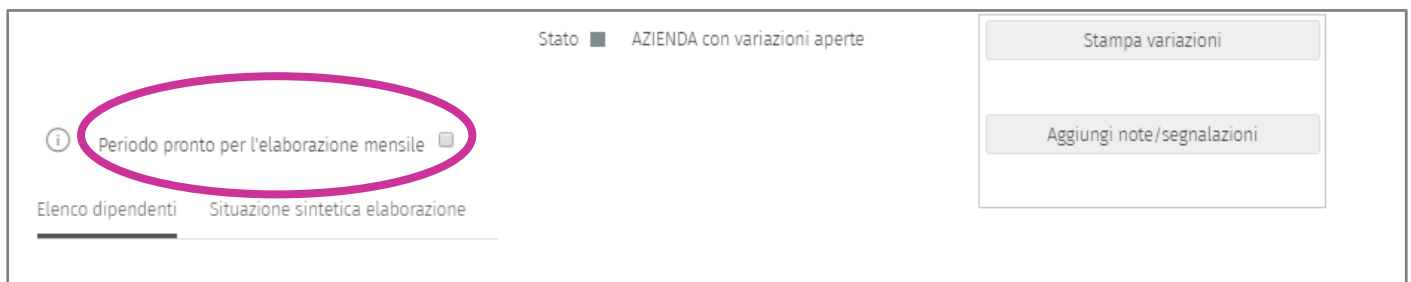 Stato AZIENDA con variazioni aperte
Stampa variazioni
Periodo pronto per l'elaborazione mensile
Aggiungi note/segnalazioni
Elenco dipendenti
Situazione sintetica elaborazione